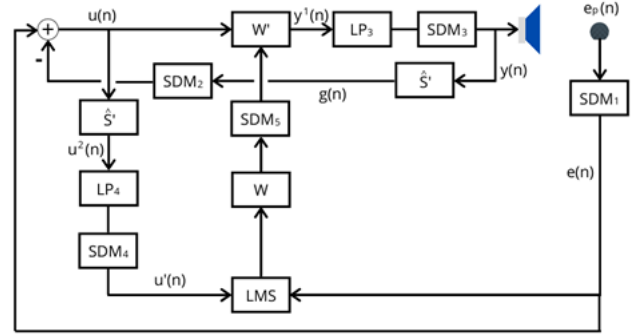 u(n)
W'
y¹(n)
LP₃
SDM₃
eₚ(n)
+
-
SDM₂
g(n)
Ŝ'
y(n)
SDM₁
Ŝ'
SDM₅
u²(n)
e(n)
LP₄
W
SDM₄
u'(n)
LMS